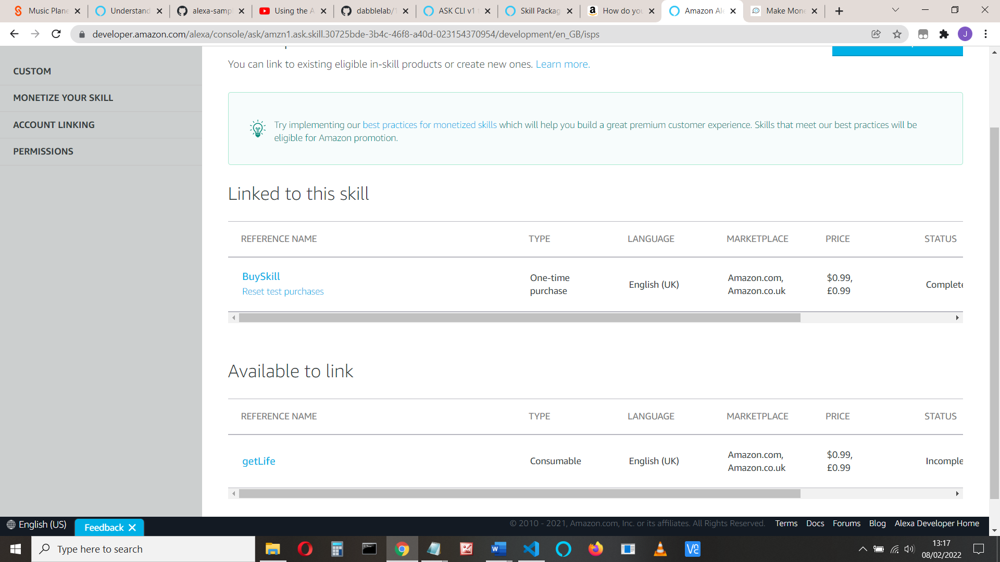 Music Plane
Understand
alexa-sampl
Using the A
dabblelab/1
ASK CLI v1 t
Skill Packag
How do you
Amazon Ale
Make Mone
developer.amazon.com/alexa/console/ask/amzn1.ask.skill.30725bde-3b4c-46f8-a40d-023154370954/development/en_GB/isps
J
CUSTOM
MONETIZE YOUR SKILL
ACCOUNT LINKING
PERMISSIONS
You can link to existing eligible in-skill products or create new ones. Learn more.
Try implementing our best practices for monetized skills which will help you build a great premium customer experience. Skills that meet our best practices will be
eligible for Amazon promotion.
Linked to this skill
REFERENCE NAME TYPE LANGUAGE MARKETPLACE PRICE STATUS
BuySkill
Reset test purchases
One-time
purchase
English (UK)
Amazon.com,
Amazon.co.uk
$0.99,
£0.99
Complete
Available to link
REFERENCE NAME TYPE LANGUAGE MARKETPLACE PRICE STATUS
getLife
Consumable
English (UK)
Amazon.com,
Amazon.co.uk
$0.99,
£0.99
Incomple
English (US)
Feedback
© 2010 - 2021, Amazon.com, Inc. or its affiliates. All Rights Reserved. Terms Docs Forums Blog Alexa Developer Home
Type here to search
13:17
08/02/2022